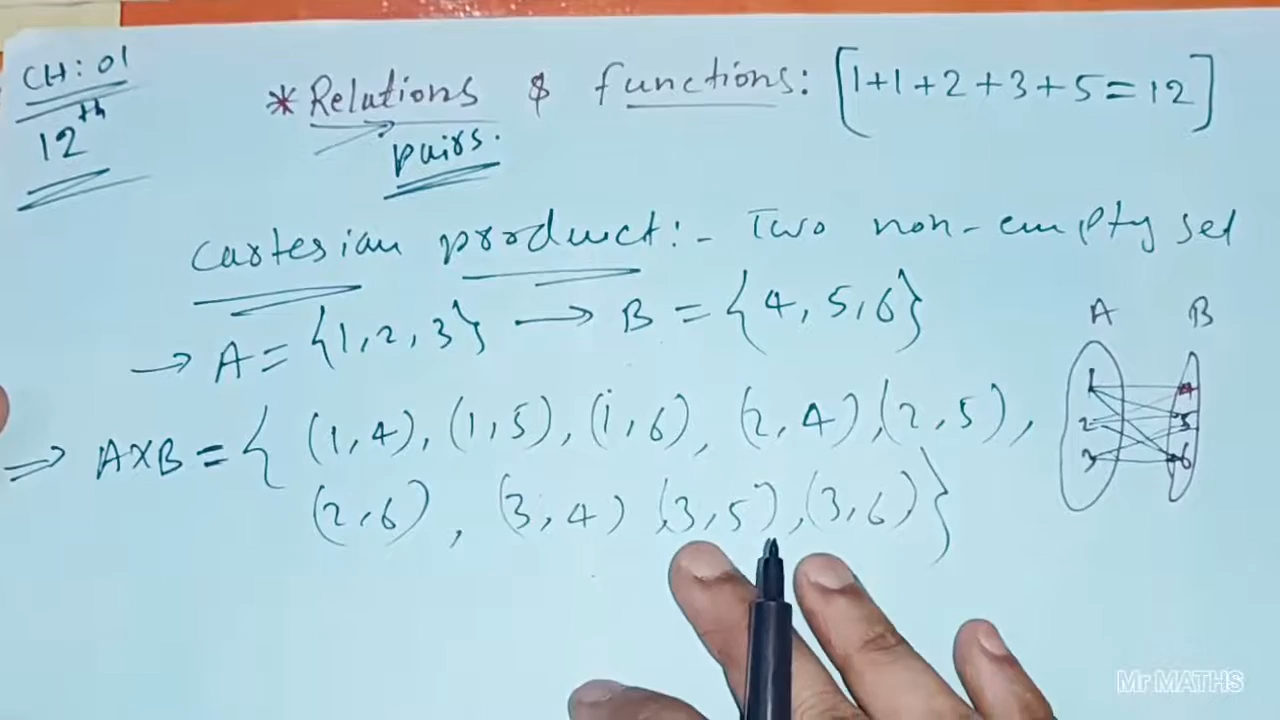 CH: 01
12th
* Relations & functions: [1+1+2+3+5=12]
pairs.
Cartesian product:- Two non-empty set
→ A = {1, 2, 3} → B = {4, 5, 6}
A B
1 4
2 5
3 6
⇒ A×B = { (1,4), (1,5), (1,6), (2,4), (2,5),
(2,6), (3,4) (3,5), (3,6)}
Mr MATHS